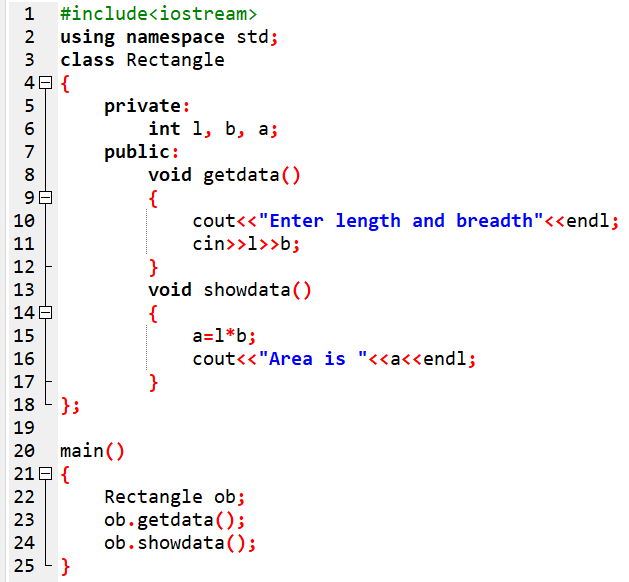 1 #include<iostream>
2 using namespace std;
3 class Rectangle
4 {
5     private:
6         int l, b, a;
7     public:
8         void getdata()
9         {
10             cout<<"Enter length and breadth"<<endl;
11             cin>>l>>b;
12         }
13         void showdata()
14         {
15             a=l*b;
16             cout<<"Area is "<<a<<endl;
17         }
18 };
19
20 main()
21 {
22     Rectangle ob;
23     ob.getdata();
24     ob.showdata();
25 }